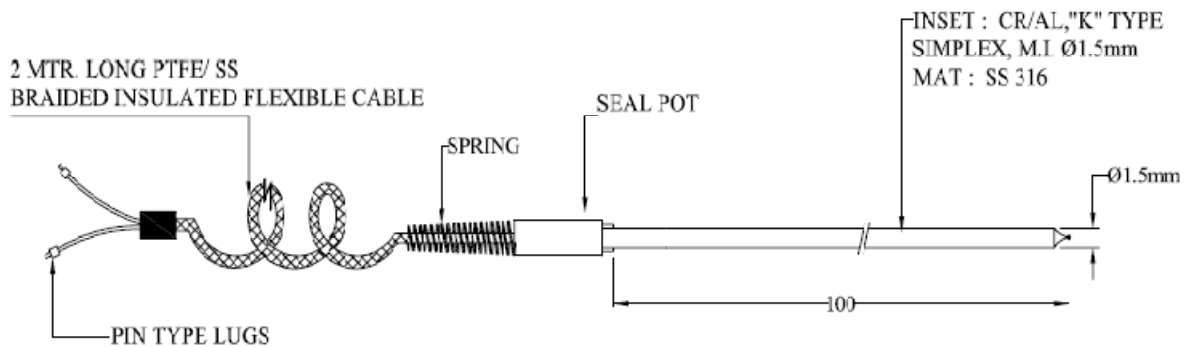 INSET : CR/AL,"K" TYPE
SIMPLEX, M.I. Ø1.5mm
MAT : SS 316
2 MTR. LONG PTFE/ SS
BRAIDED INSULATED FLEXIBLE CABLE
SEAL POT
SPRING
Ø1.5mm
100
PIN TYPE LUGS